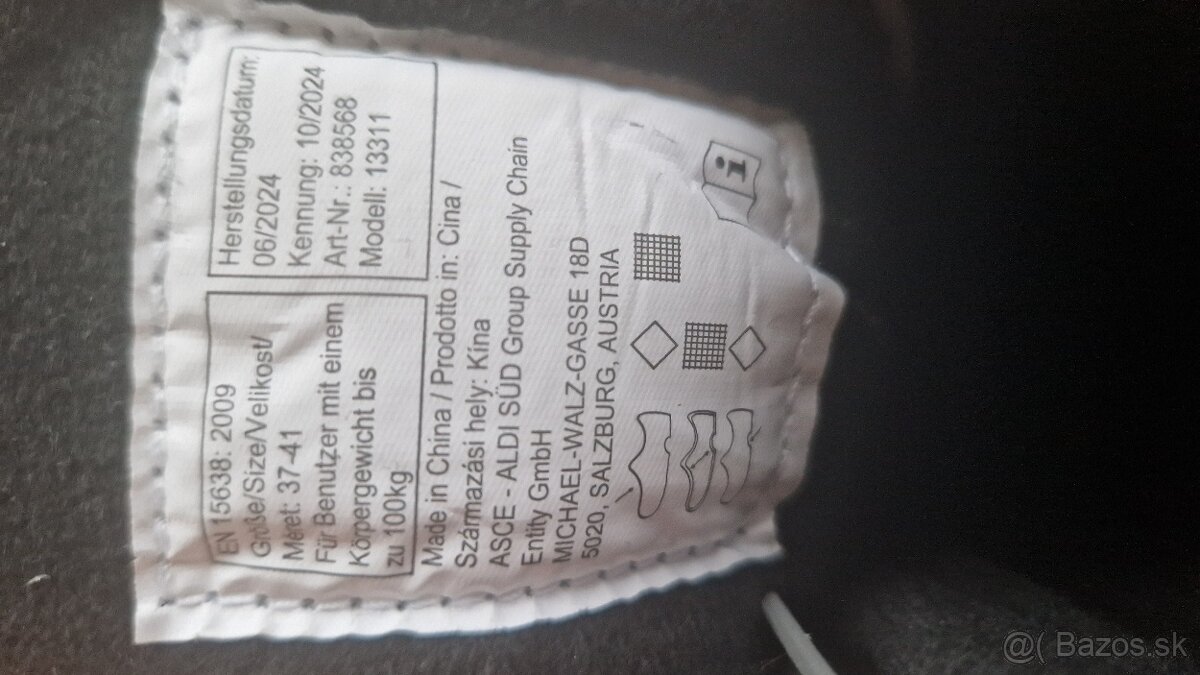 EN 15638: 2009
Größe/Size/Velikost/
Méret: 37-41
Für Benutzer mit einem
Körpergewicht bis
zu 100kg
Herstellungsdatum:
06/2024
Kennung: 10/2024
Art-Nr.: 838568
Modell: 13311
Made in China / Prodotto in: Cina /
Származási hely: Kína
ASCE - ALDI SÜD Group Supply Chain
Entity GmbH
MICHAEL-WALZ-GASSE 18D
5020, SALZBURG, AUSTRIA
i
@( Bazos.sk